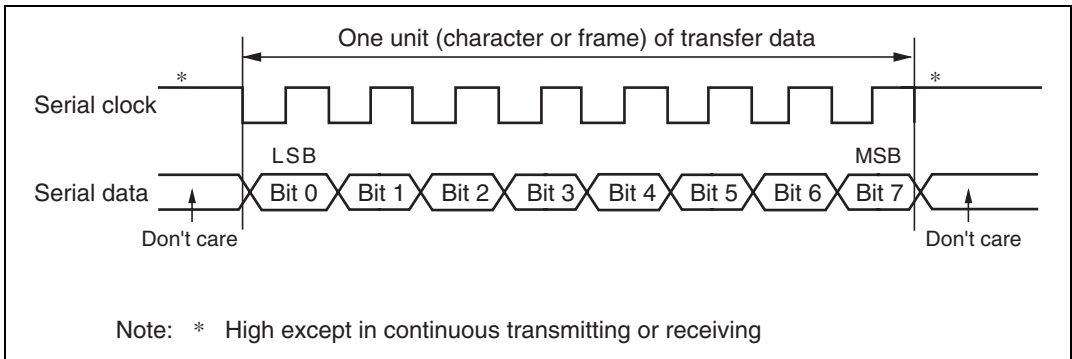 One unit (character or frame) of transfer data
* *
Serial clock
LSB MSB
Serial data Bit 0 Bit 1 Bit 2 Bit 3 Bit 4 Bit 5 Bit 6 Bit 7
Don't care Don't care
Note: * High except in continuous transmitting or receiving